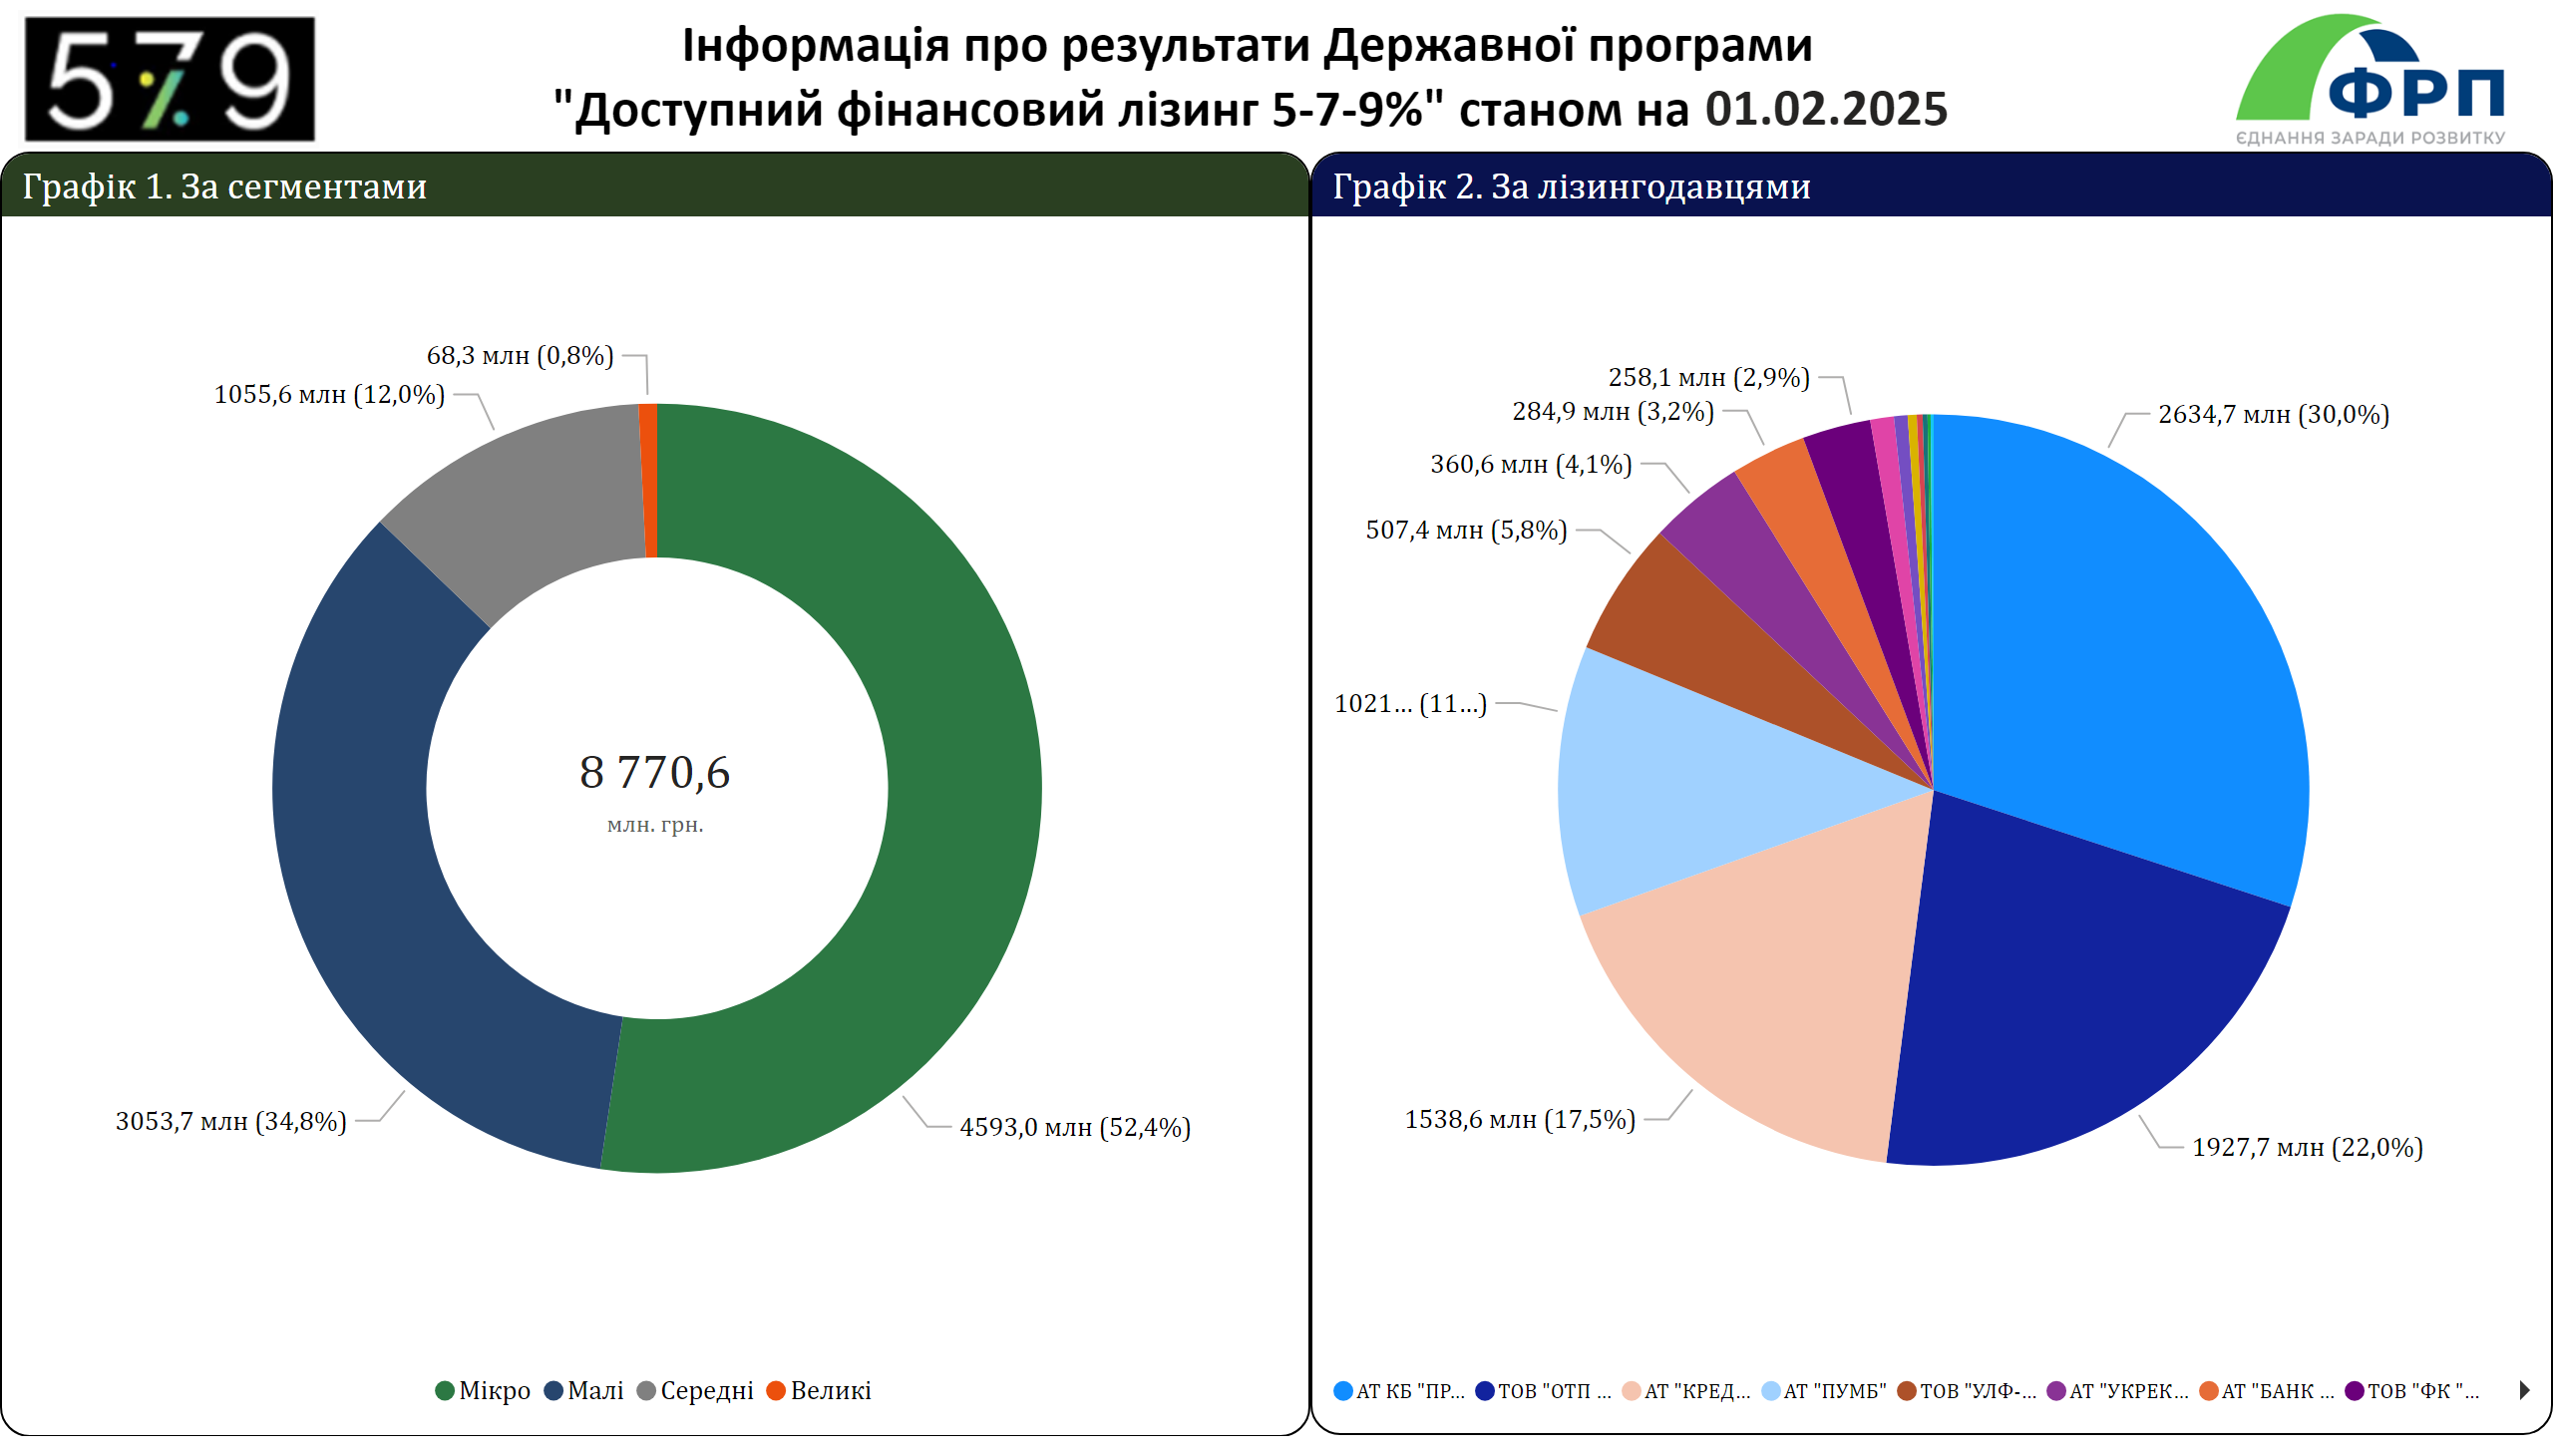 579
Інформація про результати Державної програми
"Доступний фінансовий лізинг 5-7-9%" станом на 01.02.2025
ФРП
ЄДНАННЯ ЗАРАДИ РОЗВИТКУ
Графік 1. За сегментами
68,3 млн (0,8%)
1055,6 млн (12,0%)
8 770,6
млн. грн.
3053,7 млн (34,8%)
4593,0 млн (52,4%)
Мікро Малі Середні Великі
Графік 2. За лізингодавцями
258,1 млн (2,9%)
2634,7 млн (30,0%)
284,9 млн (3,2%)
360,6 млн (4,1%)
507,4 млн (5,8%)
1021... (11...)
1538,6 млн (17,5%)
1927,7 млн (22,0%)
АТ КБ "ПР... ТОВ "ОТП ... АТ "КРЕД... АТ "ПУМБ" ТОВ "УЛФ-... АТ "УКРЕК... АТ "БАНК ... ТОВ "ФК "...